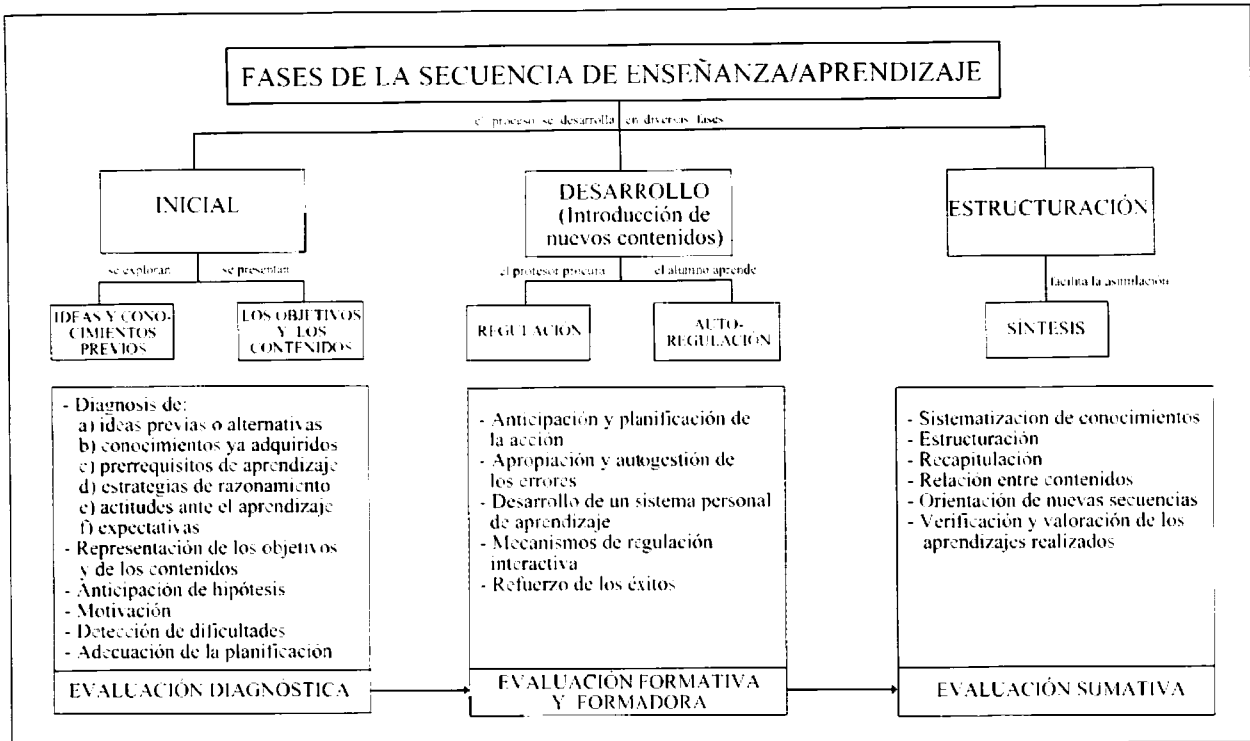 FASES DE LA SECUENCIA DE ENSEÑANZA/APRENDIZAJE
el proceso se desarrolla en diversas fases
INICIAL
se exploran
se presentan
IDEAS Y CONO-
CIMIENTOS
PREVIOS
LOS OBJETIVOS
Y LOS
CONTENIDOS
- Diagnosis de:
a) ideas previas o alternativas
b) conocimientos ya adquiridos
c) prerrequisitos de aprendizaje
d) estrategias de razonamiento
e) actitudes ante el aprendizaje
f) expectativas
- Representación de los objetivos
y de los contenidos
- Anticipación de hipótesis
- Motivación
- Detección de dificultades
- Adecuación de la planificación
EVALUACIÓN DIAGNÓSTICA
DESARROLLO
(Introducción de
nuevos contenidos)
el profesor procura
el alumno aprende
REGULACIÓN
AUTO-
REGULACIÓN
- Anticipación y planificación de
la acción
- Apropiación y autogestión de
los errores
- Desarrollo de un sistema personal
de aprendizaje
- Mecanismos de regulación
interactiva
- Refuerzo de los éxitos
EVALUACIÓN FORMATIVA
Y FORMADORA
ESTRUCTURACIÓN
facilita la asimilación
SÍNTESIS
- Sistematizacion de conocimientos
- Estructuración
- Recapitulación
- Relación entre contenidos
- Orientación de nuevas secuencias
- Verificación y valoración de los
aprendizajes realizados
EVALUACIÓN SUMATIVA